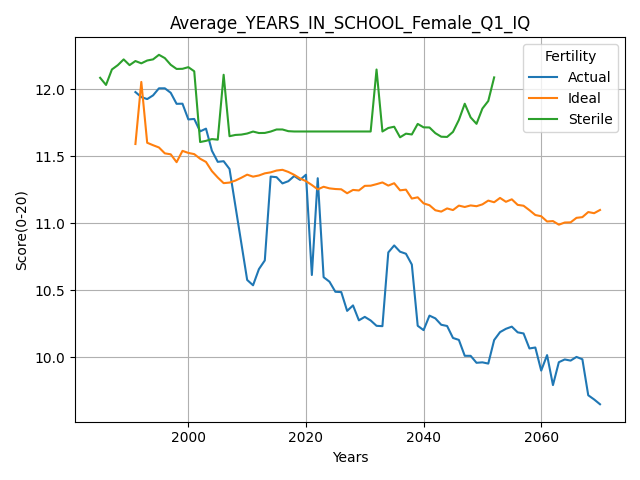 Average_YEARS_IN_SCHOOL_Female_Q1_IQ
Fertility
Actual
Ideal
Sterile
Score(0-20)
12.0
11.5
11.0
10.5
10.0
2000
2020
2040
2060
Years